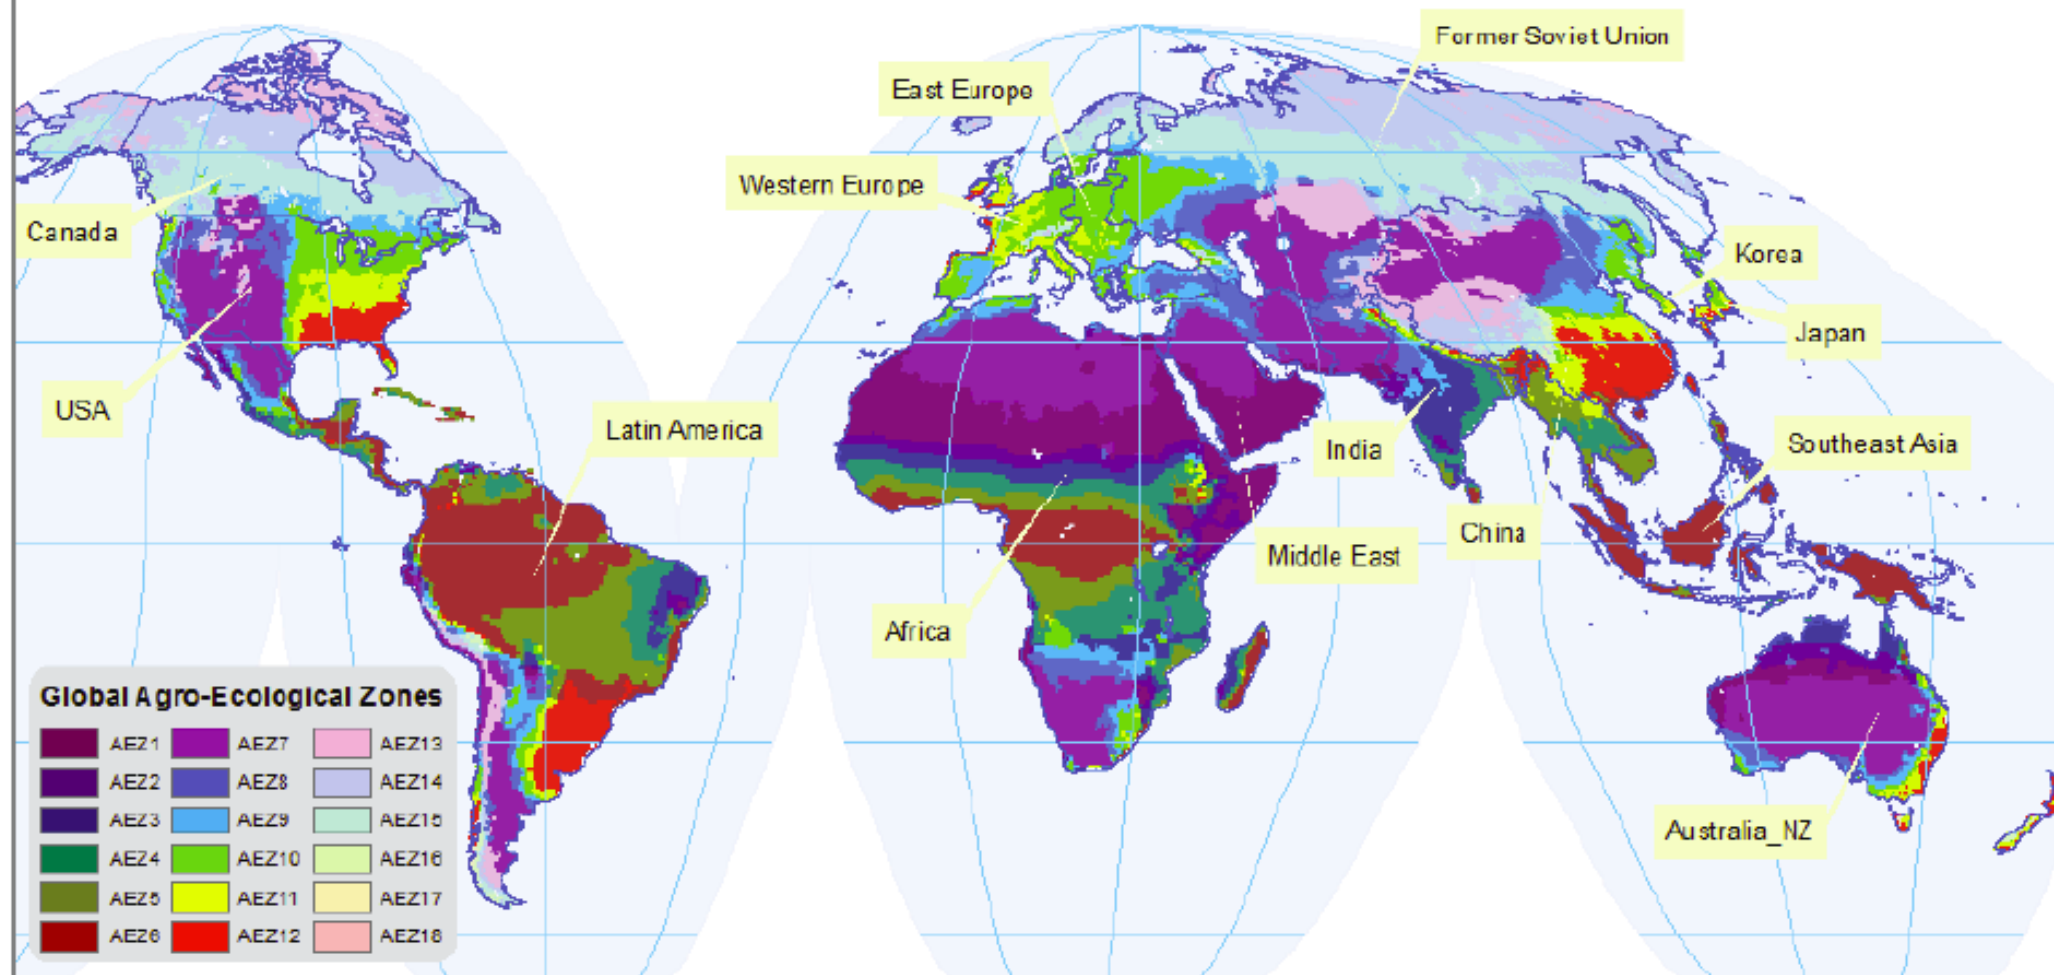 Former Soviet Union
East Europe
Western Europe
Canada
Korea
Japan
USA
Latin America
India
Southeast Asia
China
Middle East
Africa
Australia_NZ
Global Agro-Ecological Zones
AEZ1 AEZ7 AEZ13
AEZ2 AEZ8 AEZ14
AEZ3 AEZ9 AEZ15
AEZ4 AEZ10 AEZ16
AEZ5 AEZ11 AEZ17
AEZ6 AEZ12 AEZ18